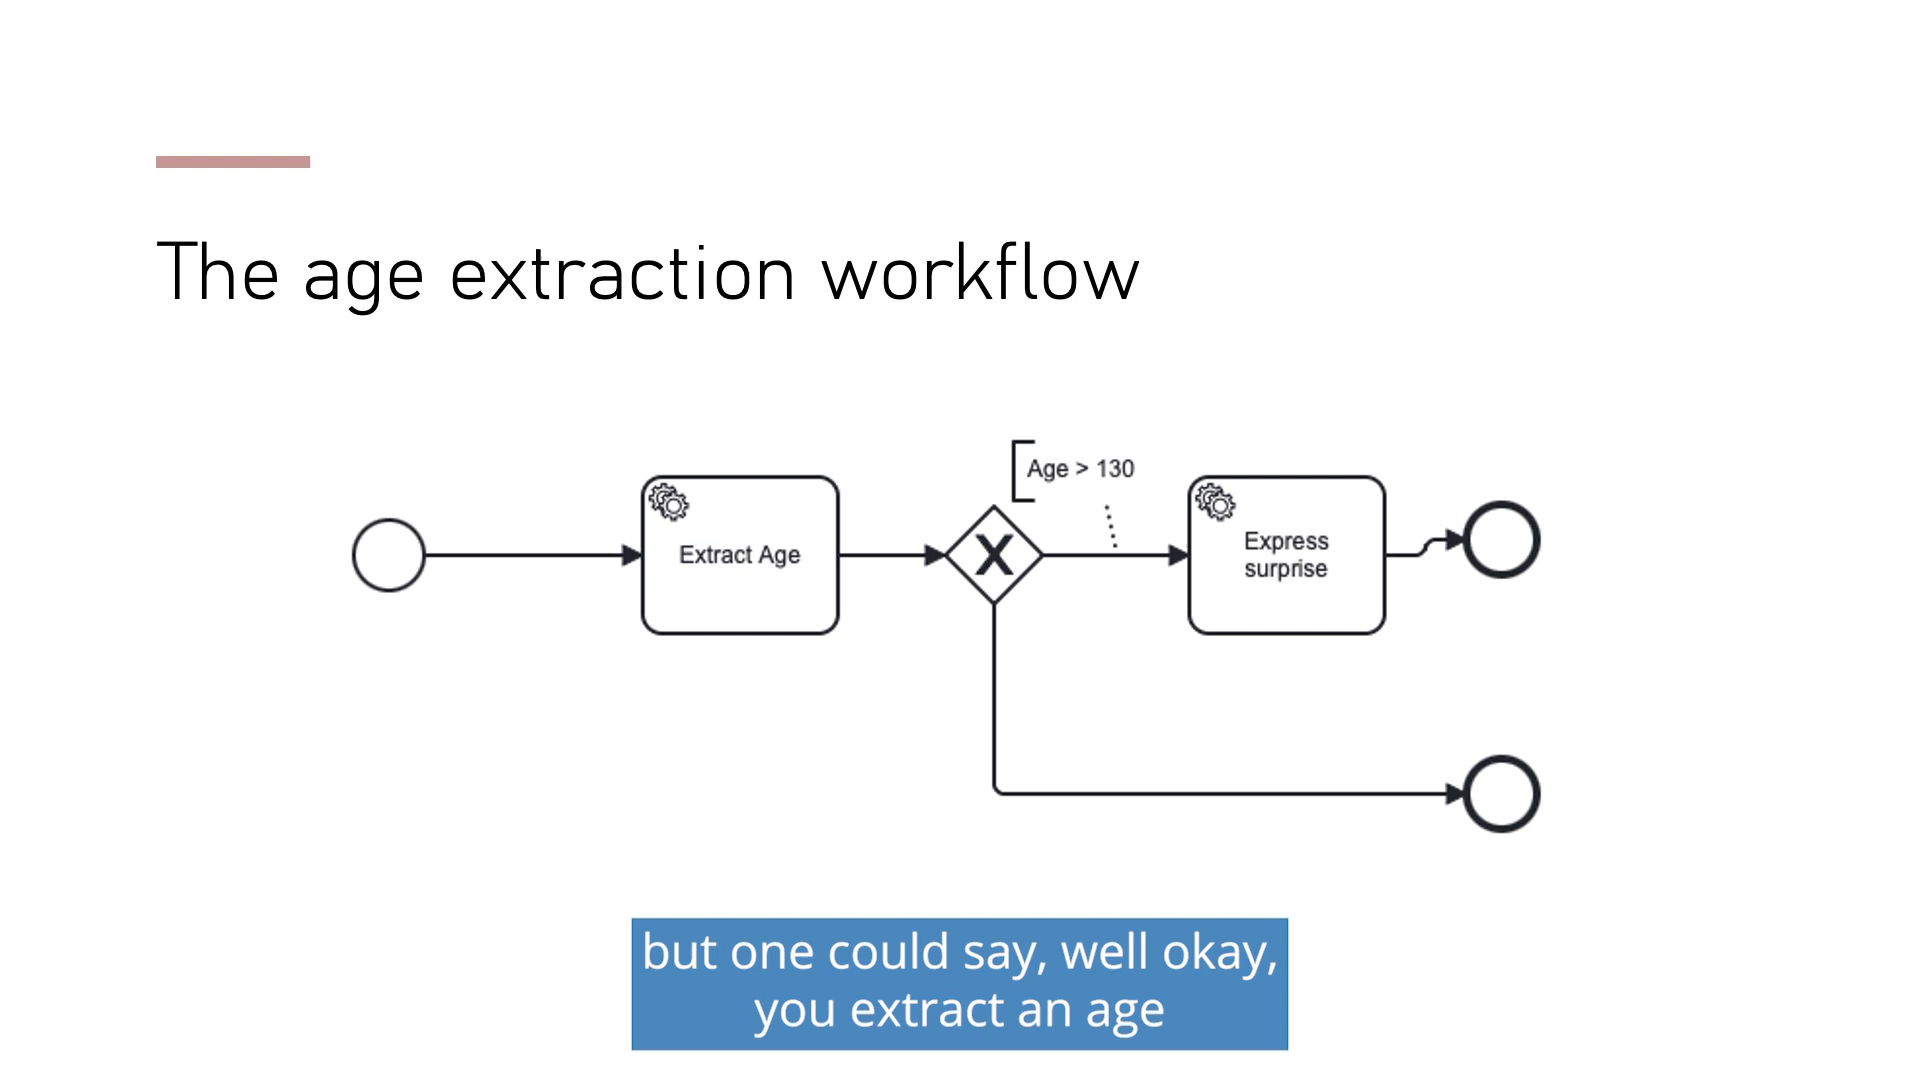 The age extraction workflow
Age > 130
Extract Age
X
Express
surprise
but one could say, well okay,
you extract an age